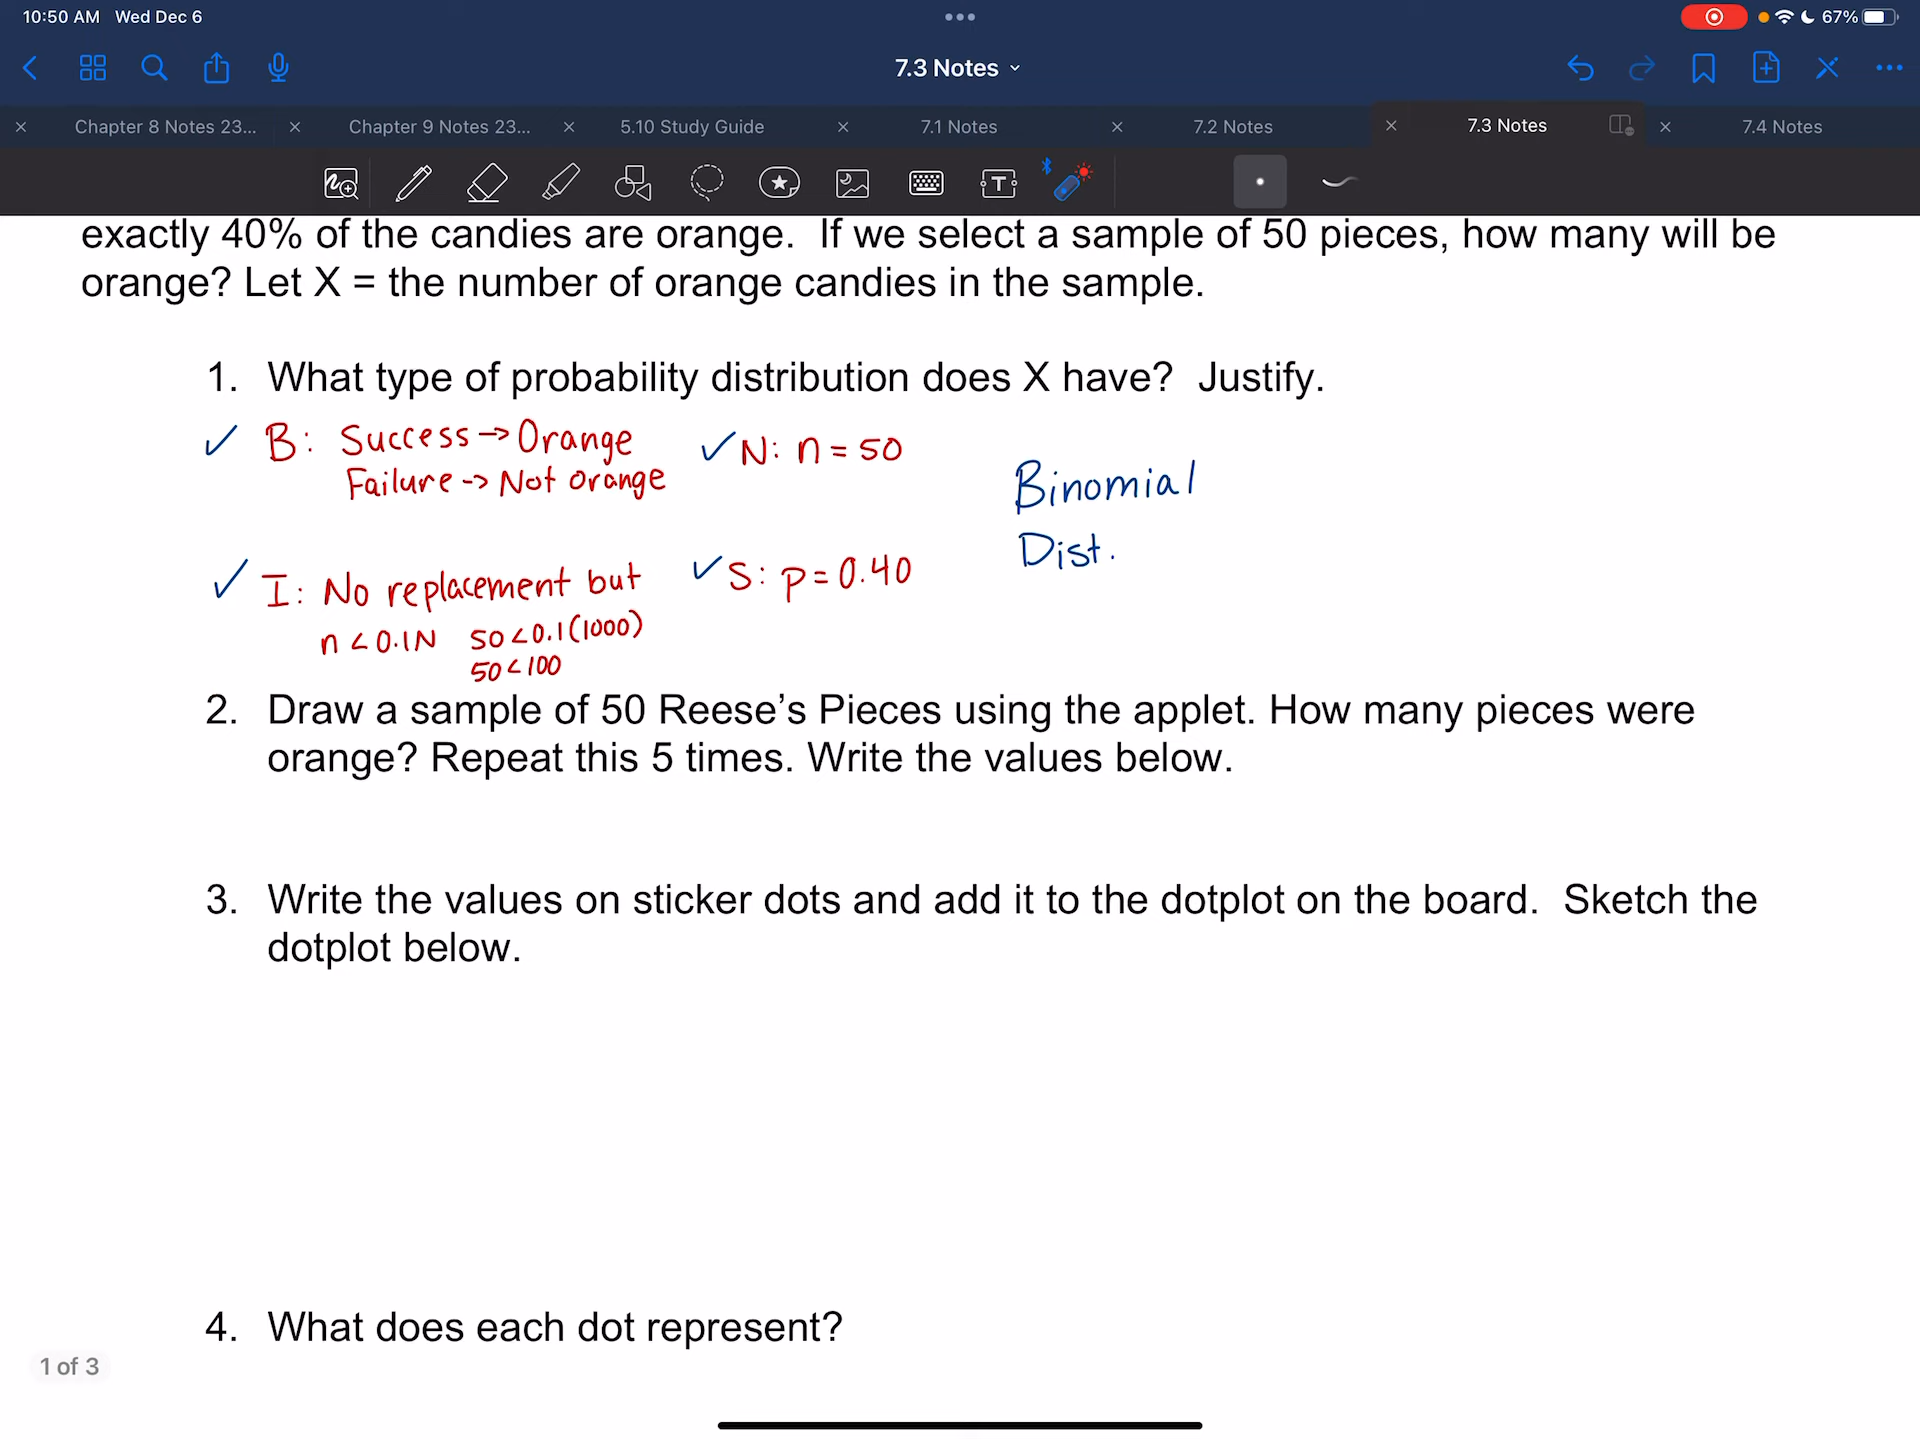 10:50 AM Wed Dec 6
67%
7.3 Notes
Chapter 8 Notes 23...
Chapter 9 Notes 23...
5.10 Study Guide
7.1 Notes
7.2 Notes
7.3 Notes
7.4 Notes
exactly 40% of the candies are orange. If we select a sample of 50 pieces, how many will be
orange? Let X = the number of orange candies in the sample.
1. What type of probability distribution does X have? Justify.
✓ B: Success → Orange
Failure -> Not orange
✓ N: n = 50
Binomial
Dist.
✓ I: No replacement but
n < 0.1N 50 < 0.1(1000)
50 < 100
✓ S: p = 0.40
2. Draw a sample of 50 Reese’s Pieces using the applet. How many pieces were
orange? Repeat this 5 times. Write the values below.
3. Write the values on sticker dots and add it to the dotplot on the board. Sketch the
dotplot below.
4. What does each dot represent?
1 of 3